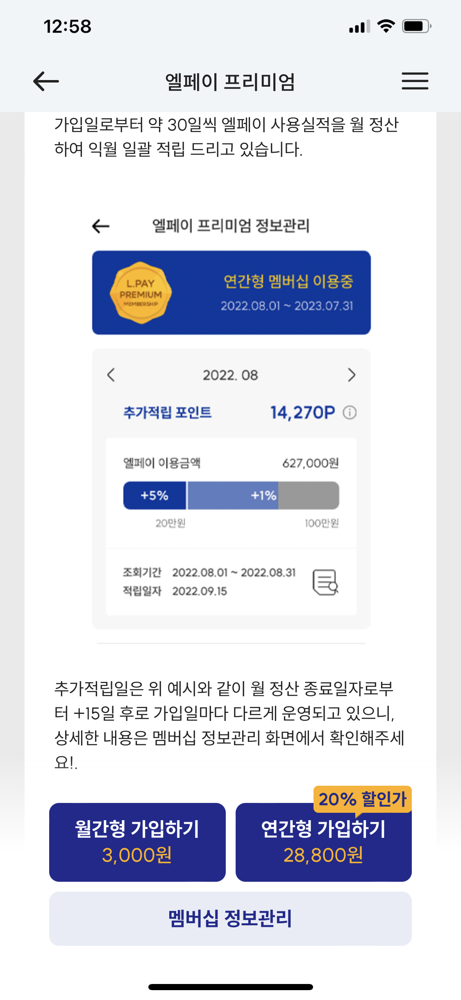 12:58
엘페이 프리미엄
가입일로부터 약 30일씩 엘페이 사용실적을 월 정산
하여 익월 일괄 적립 드리고 있습니다.
엘페이 프리미엄 정보관리
L.PAY
PREMIUM
MEMBERSHIP
연간형 멤버십 이용중
2022.08.01 ~ 2023.07.31
2022. 08
추가적립 포인트 14,270P
엘페이 이용금액 627,000원
+5% +1%
20만원 100만원
조회기간 2022.08.01 ~ 2022.08.31
적립일자 2022.09.15
추가적립일은 위 예시와 같이 월 정산 종료일자로부
터 +15일 후로 가입일마다 다르게 운영되고 있으니,
상세한 내용은 멤버십 정보관리 화면에서 확인해주세
요!.
20% 할인가
월간형 가입하기
3,000원
연간형 가입하기
28,800원
멤버십 정보관리